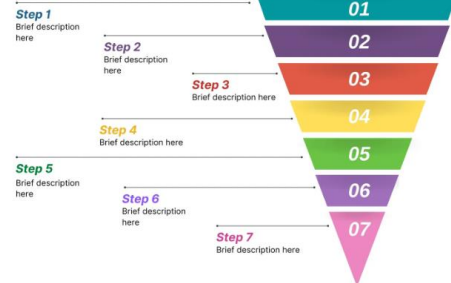 01
Step 1
Brief description
here
02
Step 2
Brief description
here
03
Step 3
Brief description here
04
Step 4
Brief description here
05
Step 5
Brief description
here
06
Step 6
Brief description
here
07
Step 7
Brief description here